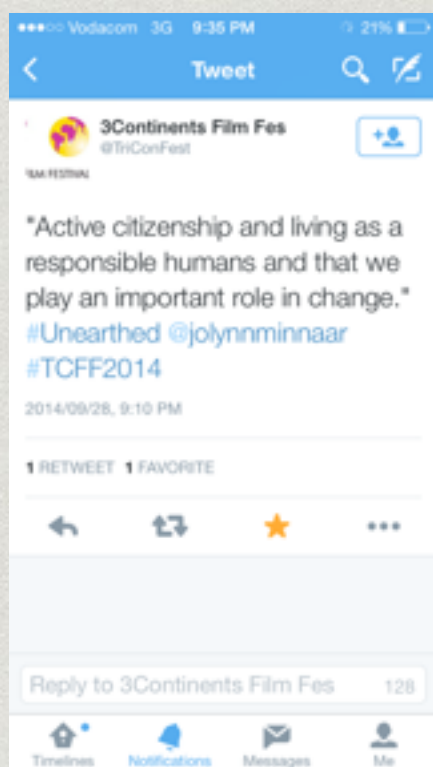 Vodacom 3G 9:35 PM 21%
Tweet
3Continents Film Fes
@TriConFest
FILM FESTIVAL
"Active citizenship and living as a
responsible humans and that we
play an important role in change."
#Unearthed @jolynnminnaar
#TCFF2014
2014/09/28, 9:10 PM
1 RETWEET 1 FAVORITE
Reply to 3Continents Film Fes 128
Timelines Notifications Messages Me